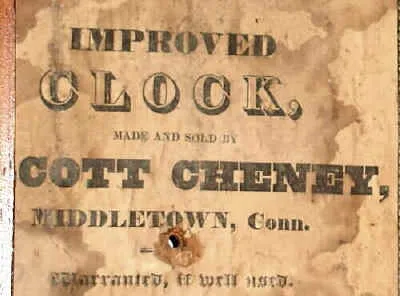 IMPROVED
CLOCK,
MADE AND SOLD BY
COTT CHENEY,
MIDDLETOWN, Conn.
Warranted, if well used.